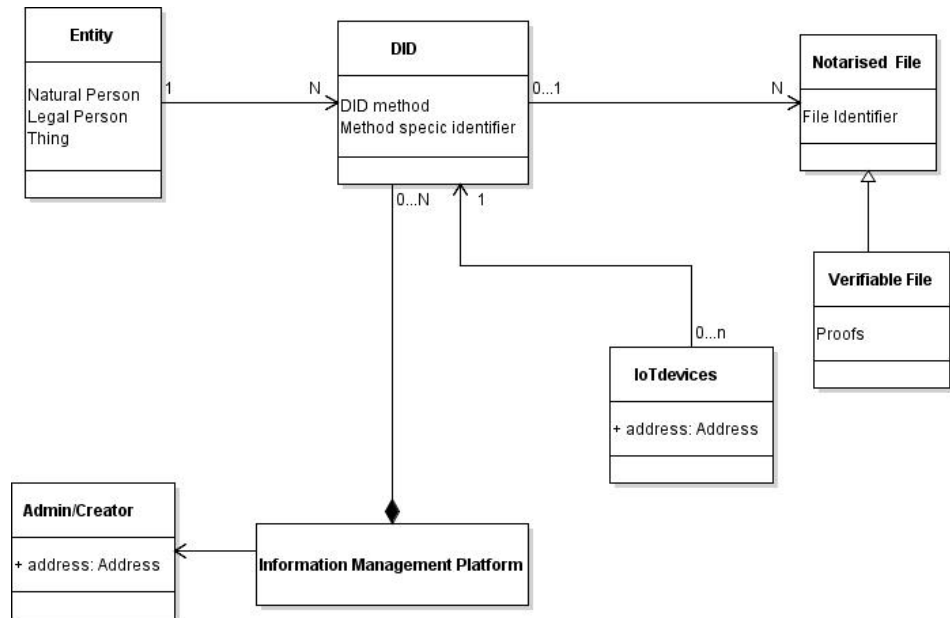 Entity
Natural Person
Legal Person
Thing
1
N
DID
DID method
Method specic identifier
0...1
N
Notarised File
File Identifier
0...N
1
Verifiable File
Proofs
0...n
IoTdevices
+ address: Address
Admin/Creator
+ address: Address
Information Management Platform